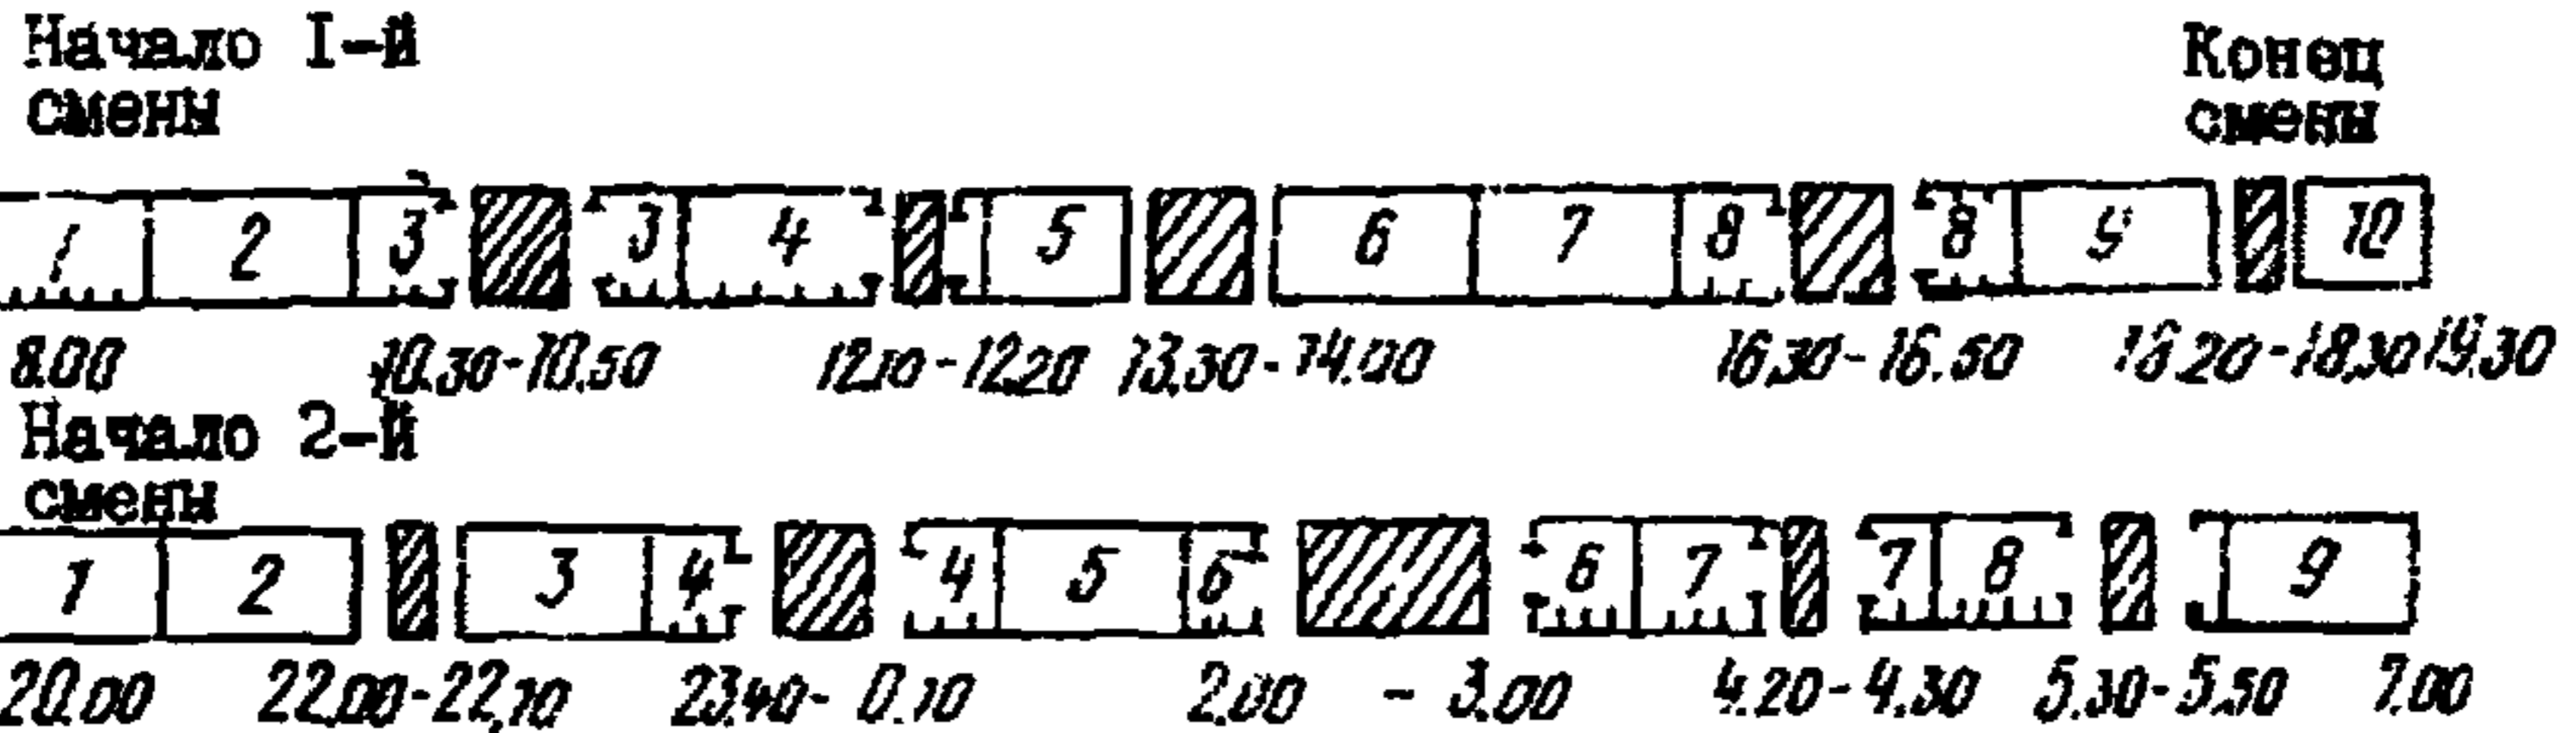 Начало I-й
смены
Конец
смены
1 2 3 3 4 5 6 7 8 8 9 10
8.00 10.30-10.50 12.10-12.20 13.30-14.00 16.30-16.50 18.20-18.30 19.30
Начало 2-й
смены
1 2 3 4 4 5 6 6 7 7 8 9
20.00 22.00-22.10 23.40-0.10 2.00 - 3.00 4.20-4.30 5.30-5.50 7.00